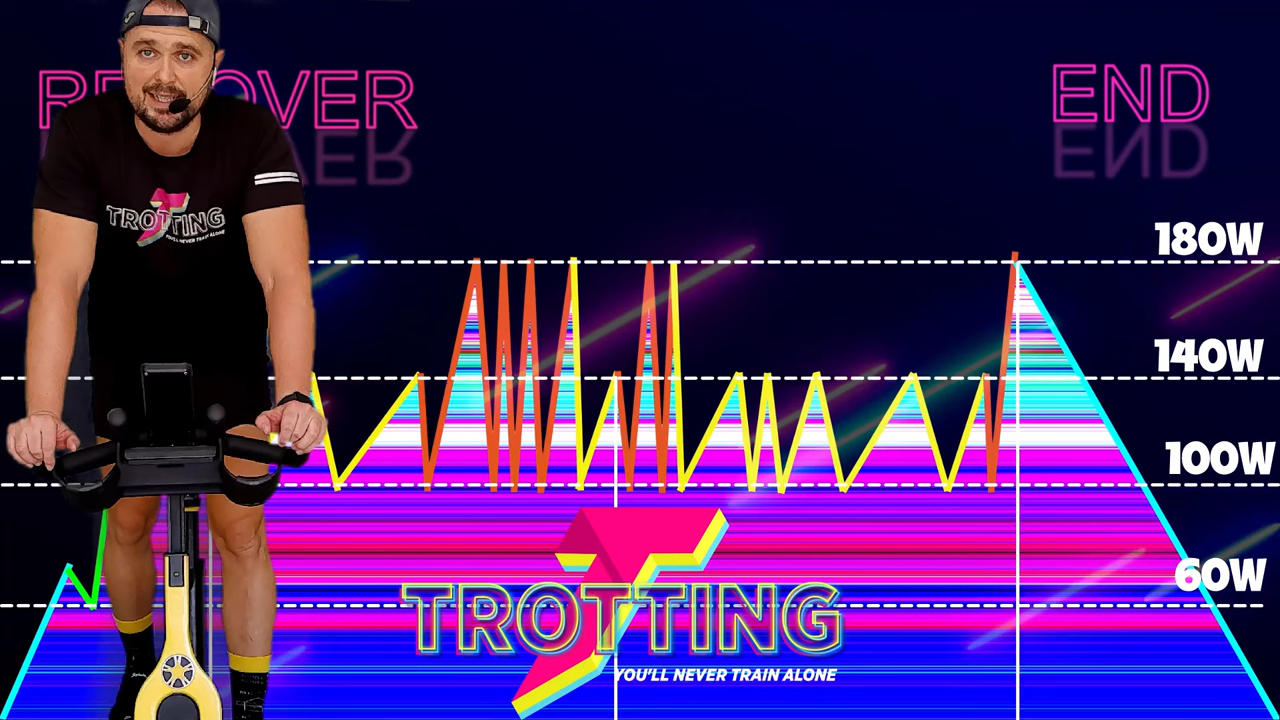 RECOVER
END
180W
140W
100W
60W
TROTTING
YOU'LL NEVER TRAIN ALONE
TROTTING
YOU'LL NEVER TRAIN ALONE